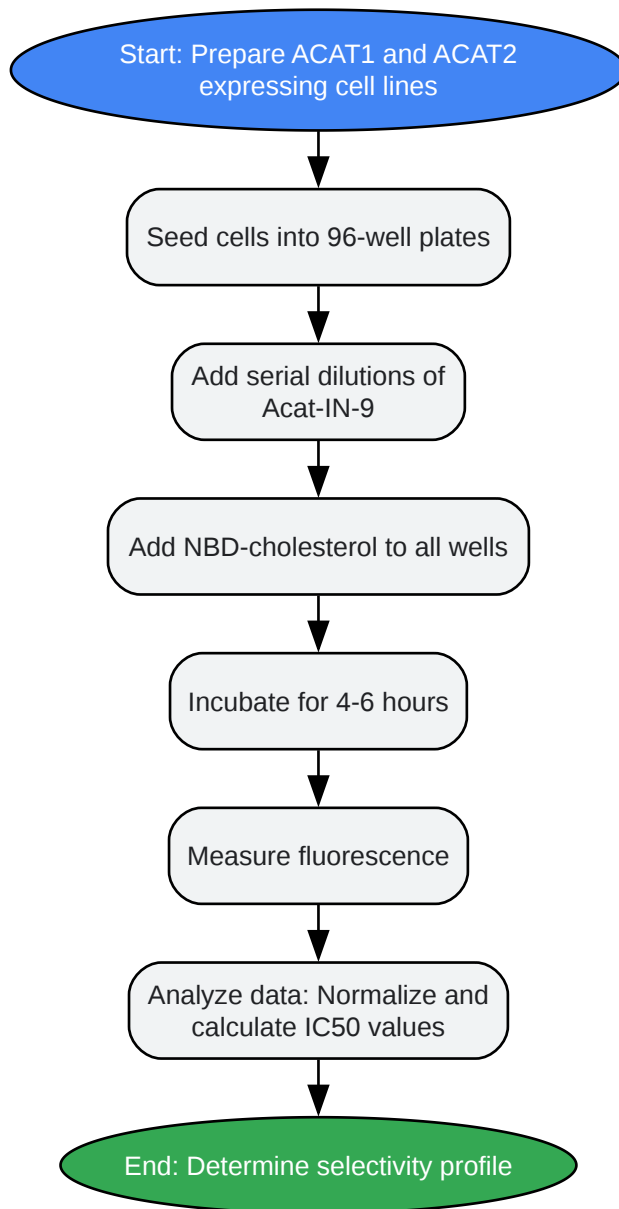 Start: Prepare ACAT1 and ACAT2
expressing cell lines
Seed cells into 96-well plates
Add serial dilutions of
Acat-IN-9
Add NBD-cholesterol to all wells
Incubate for 4-6 hours
Measure fluorescence
Analyze data: Normalize and
calculate IC50 values
End: Determine selectivity profile